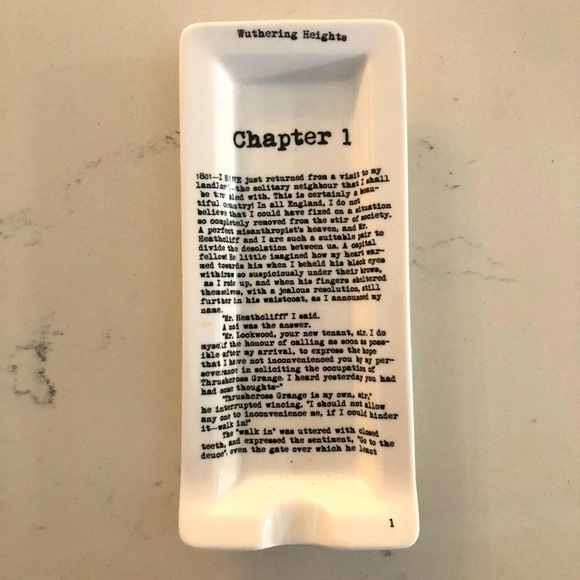 Wuthering Heights
Chapter 1
1801—I HAVE just returned from a visit to my
landlord, the solitary neighbour that I shall
be troubled with. This is certainly a beau-
tiful country! In all England, I do not
believe that I could have fixed on a situation
so completely removed from the stir of society.
A perfect misanthropist's heaven, and Mr.
Heathcliff and I are such a suitable pair to
divide the desolation between us. A capital
fellow! He little imagined how my heart war-
med towards him when I beheld his black eyes
withdraw so suspiciously under their brows,
as I rode up, and when his fingers sheltered
themselves, with a jealous resolution, still
further in his waistcoat, as I announced my
name.
"Mr. Heathcliff?" I said.
A nod was the answer.
"Mr. Lockwood, your new tenant, sir. I do
myself the honour of calling as soon as poss-
ible after my arrival, to express the hope
that I have not inconvenienced you by my per-
severance in soliciting the occupation of
Thrushcross Grange. I heard yesterday you had
had some thoughts—"
"Thrushcross Grange is my own, sir,"
he interrupted wincing. "I should not allow
any one to inconvenience me, if I could hinder
it—walk in!"
The "walk in" was uttered with closed
teeth, and expressed the sentiment, "Go to the
deuce", even the gate over which he leant
1